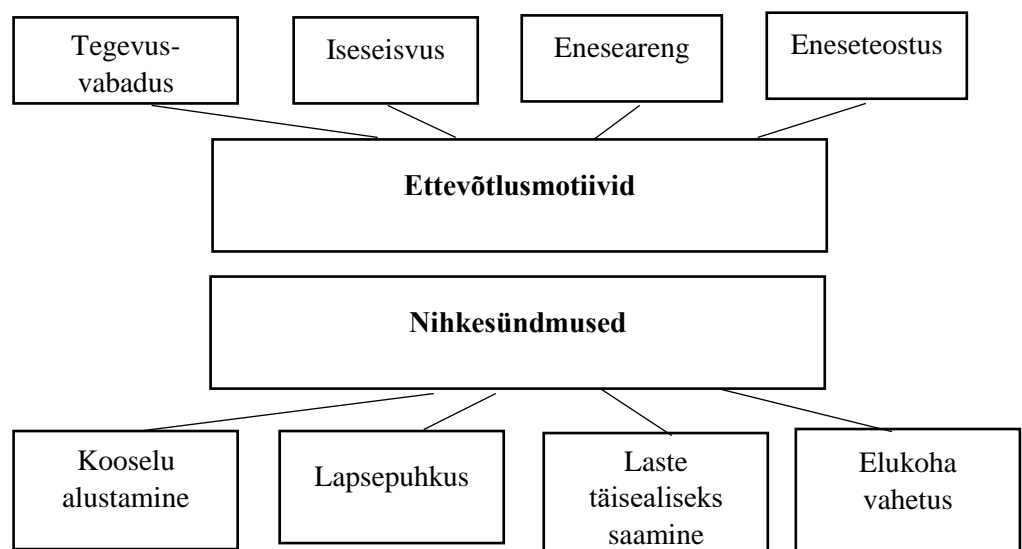 Tegevus-
vabadus
Iseseisvus
Eneseareng
Eneseteostus
Ettevõtlusmotiivid
Nihkesündmused
Kooselu
alustamine
Lapsepuhkus
Laste
täisealiseks
saamine
Elukoha
vahetus